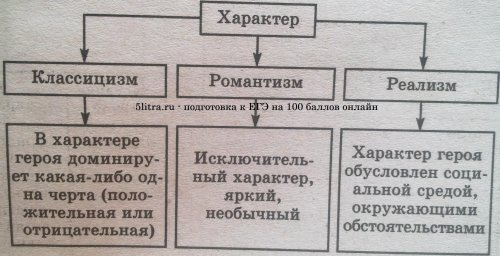 Характер
Классицизм
Романтизм
Реализм
5litra.ru · подготовка к ЕГЭ на 100 баллов онлайн
В характере
героя доминиру-
ет какая-либо од-
на черта (поло-
жительная или
отрицательная)
Исключитель-
ный характер,
яркий,
необычный
Характер героя
обусловлен соци-
альной средой,
окружающими
обстоятельствами